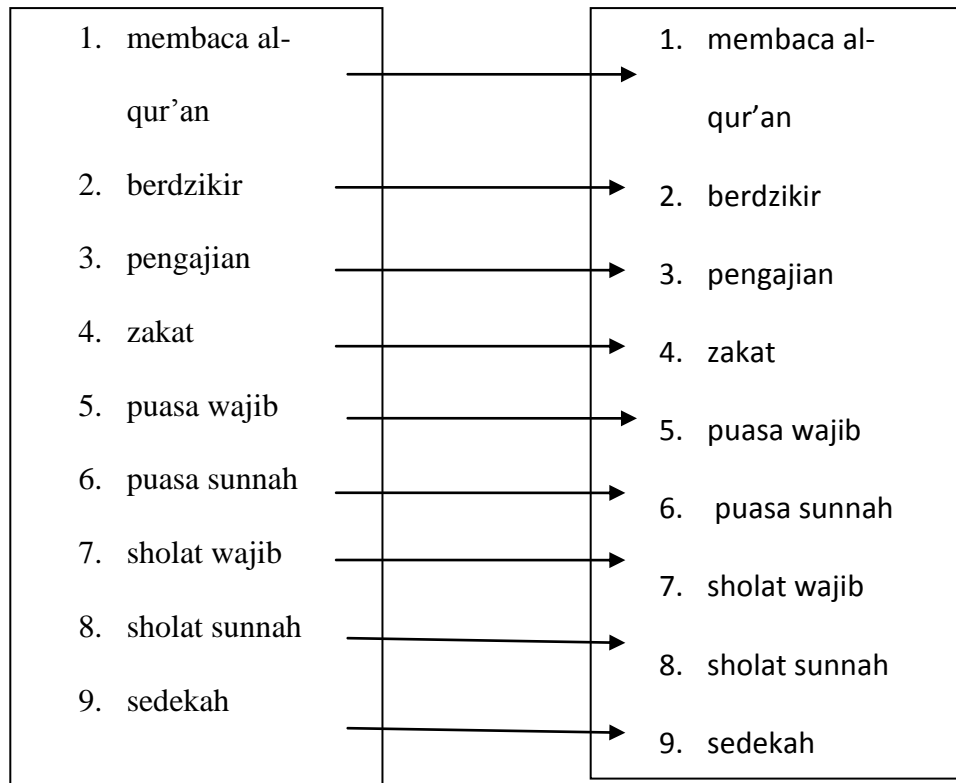 1. membaca al-
qur’an
2. berdzikir
3. pengajian
4. zakat
5. puasa wajib
6. puasa sunnah
7. sholat wajib
8. sholat sunnah
9. sedekah
1. membaca al-
qur’an
2. berdzikir
3. pengajian
4. zakat
5. puasa wajib
6. puasa sunnah
7. sholat wajib
8. sholat sunnah
9. sedekah